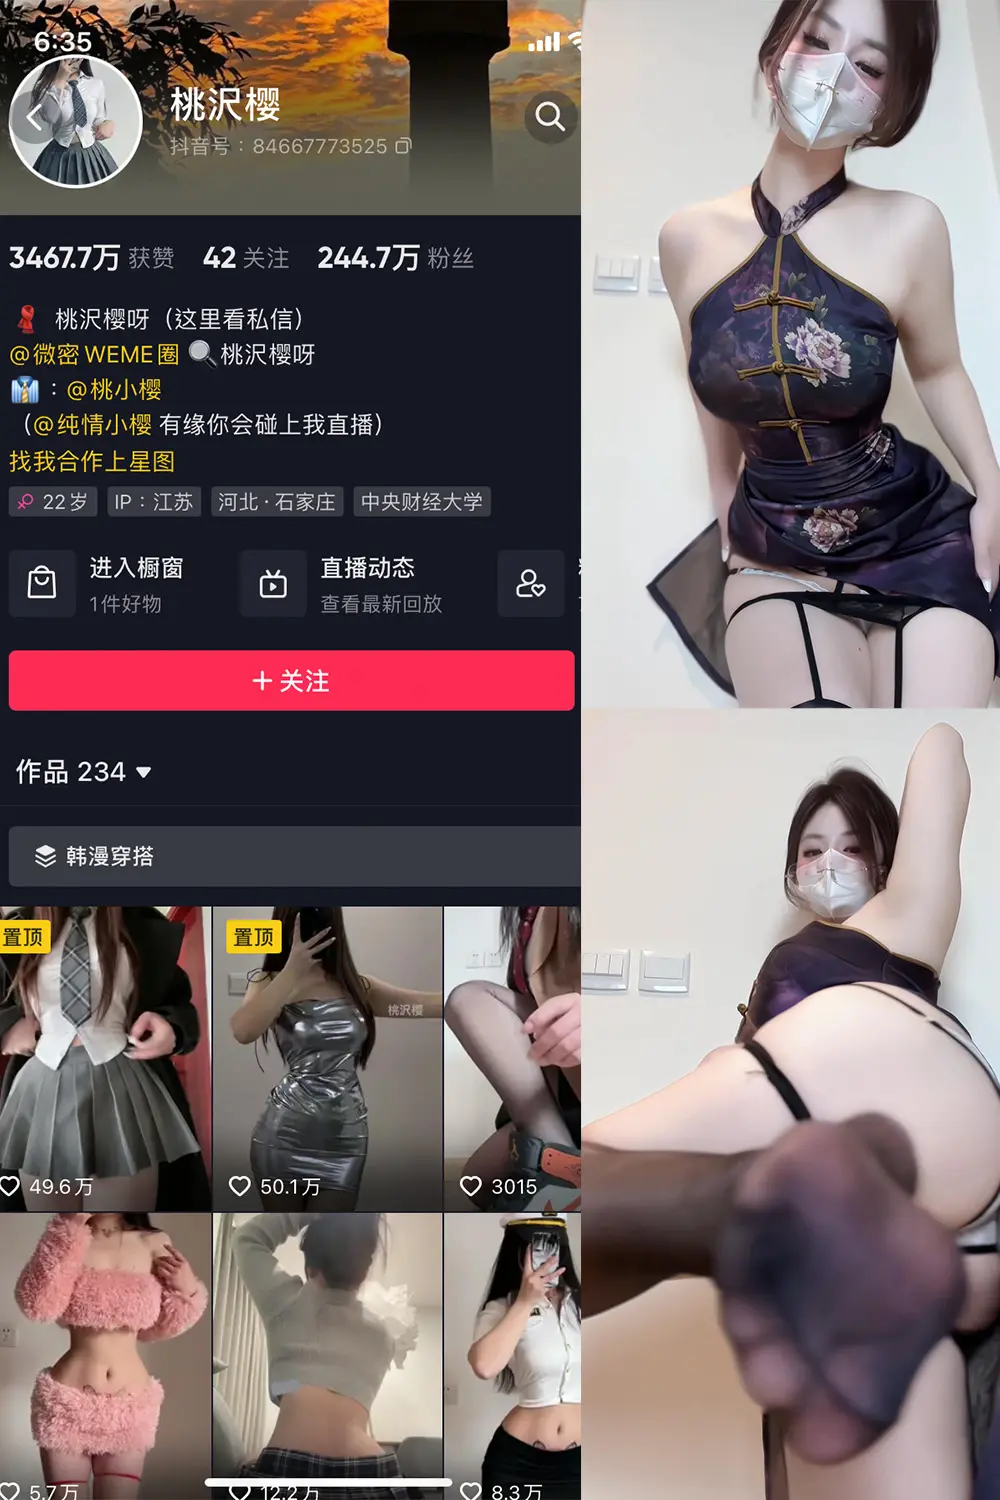 6:35
桃沢樱
抖音号：84667773525
3467.7万 获赞 42 关注 244.7万 粉丝
桃沢樱呀（这里看私信）
@微密WEME圈 桃沢樱呀
：@桃小樱
（@纯情小樱 有缘你会碰上我直播）
找我合作上星图
22岁 IP：江苏 河北·石家庄 中央财经大学
进入橱窗 直播动态
1件好物 查看最新回放
+ 关注
作品 234
韩漫穿搭
置顶 置顶
桃沢樱
49.6万 50.1万 3015
5.7万 12.2万 8.3万